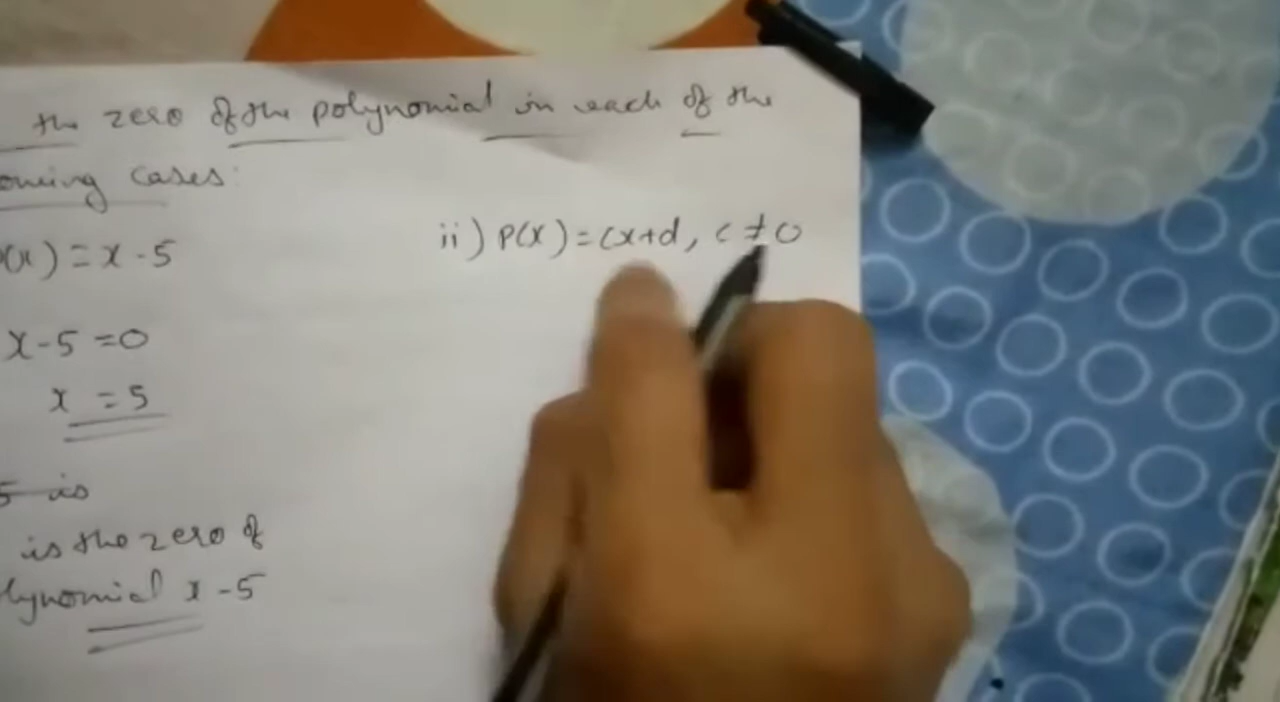 the zero of the polynomial in each of the
cases:
(x) = x - 5
x - 5 = 0
x = 5
5 is
is the zero of
lynomial x - 5
ii) P(x) = cx+d, c ≠ 0